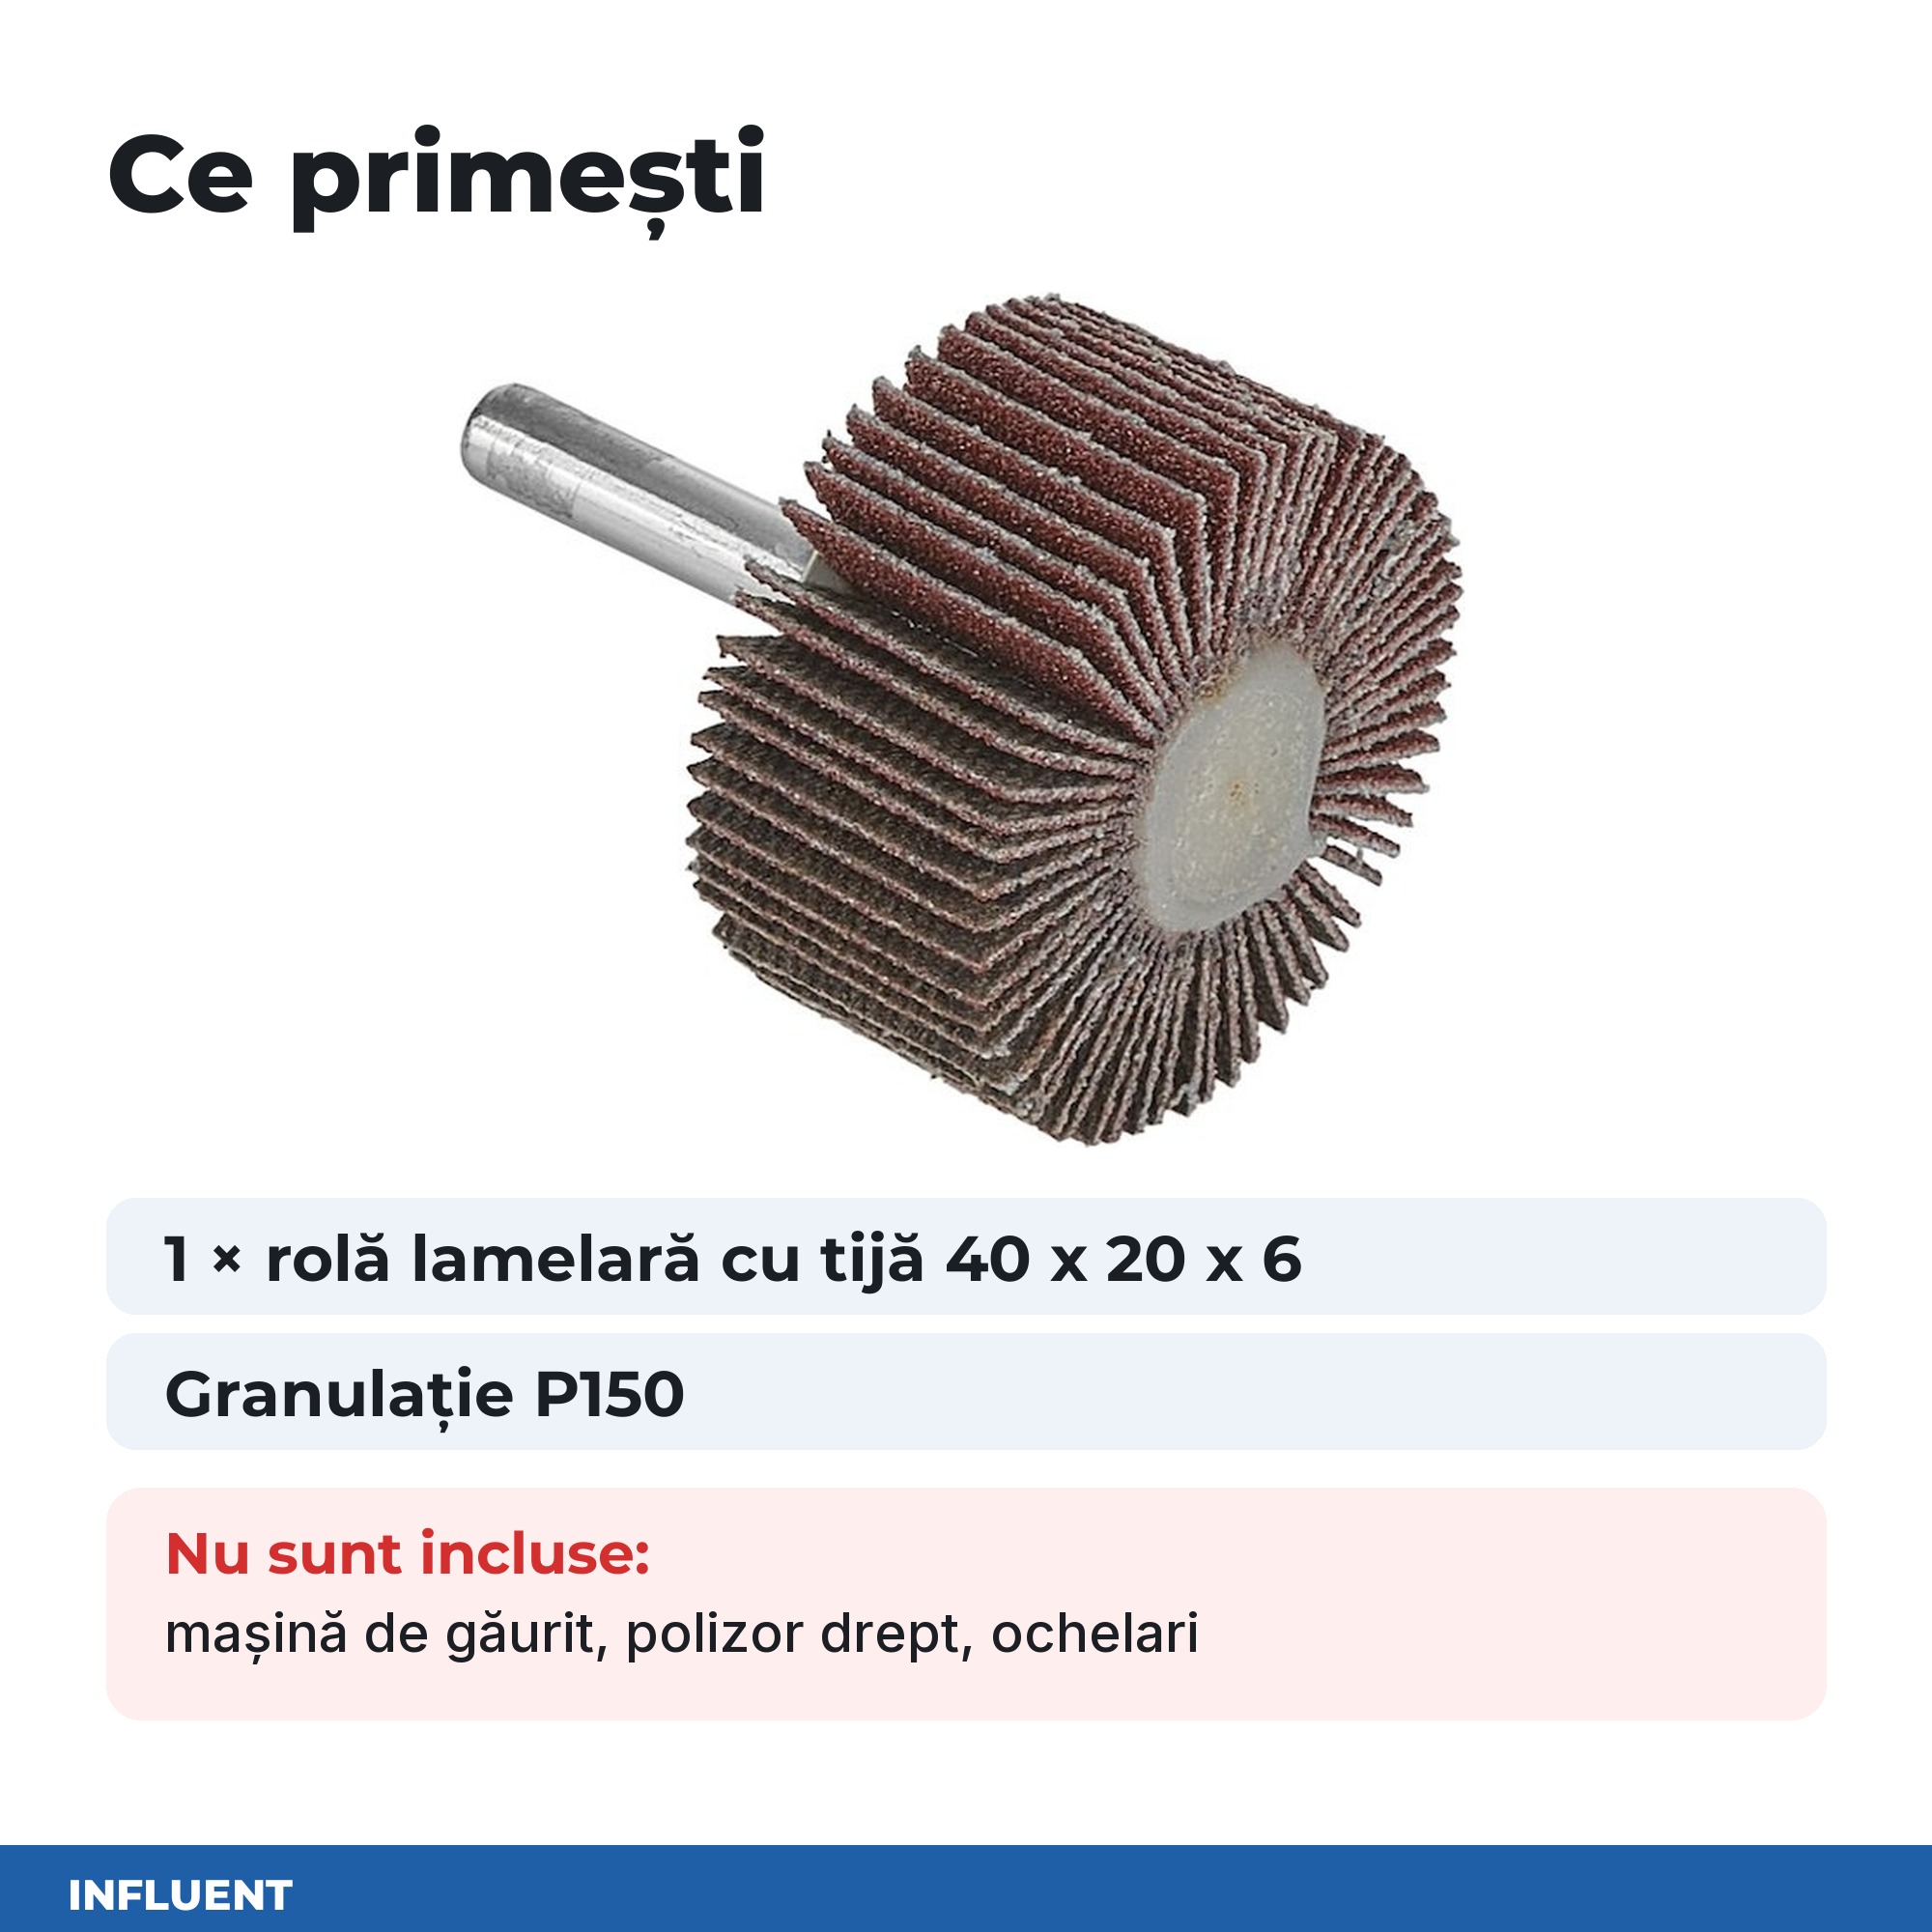 Ce primești
1 × rolă lamelară cu tijă 40 x 20 x 6
Granulație P150
Nu sunt incluse:
mașină de găurit, polizor drept, ochelari
INFLUENT